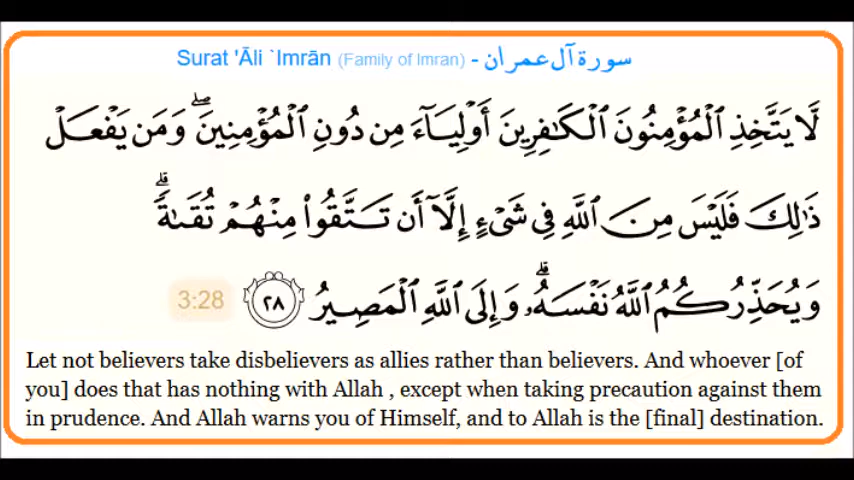 Surat 'Āli `Imrān (Family of Imran) - سورة آل عمران
لَّا يَتَّخِذِ ٱلْمُؤْمِنُونَ ٱلْكَـٰفِرِينَ أَوْلِيَآءَ مِن دُونِ ٱلْمُؤْمِنِينَ ۖ وَمَن يَفْعَلْ
ذَٰلِكَ فَلَيْسَ مِنَ ٱللَّهِ فِى شَىْءٍ إِلَّآ أَن تَتَّقُوا۟ مِنْهُمْ تُقَىٰةً ۗ
وَيُحَذِّرُكُمُ ٱللَّهُ نَفْسَهُۥ ۗ وَإِلَى ٱللَّهِ ٱلْمَصِيرُ ٢٨ 3:28
Let not believers take disbelievers as allies rather than believers. And whoever [of
you] does that has nothing with Allah , except when taking precaution against them
in prudence. And Allah warns you of Himself, and to Allah is the [final] destination.